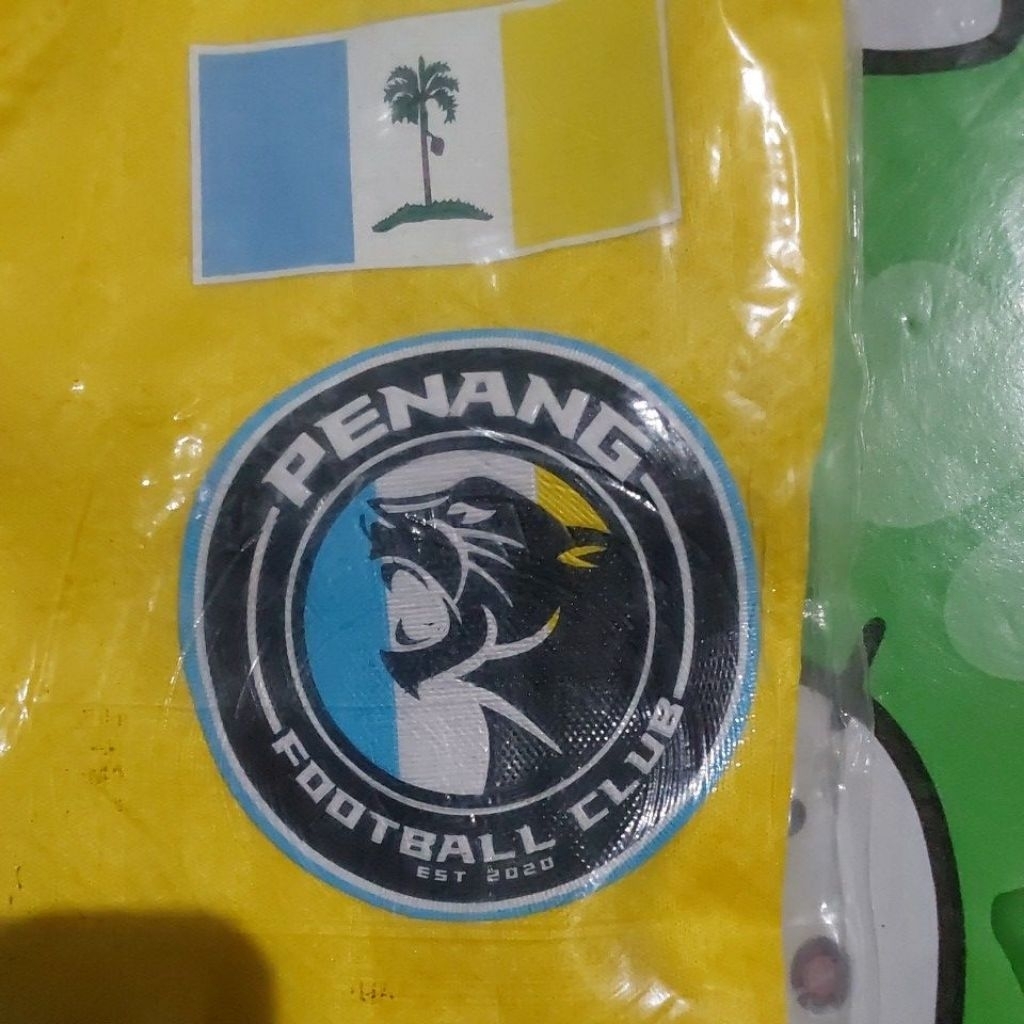 PENANG
FOOTBALL CLUB
EST 2020